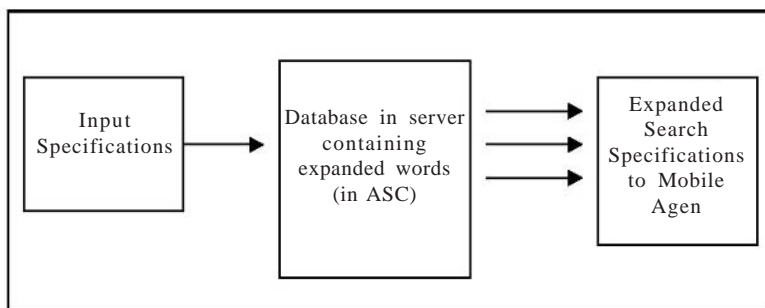 Input
Specifications
Database in server
containing
expanded words
(in ASC)
Expanded
Search
Specifications
to Mobile
Agen